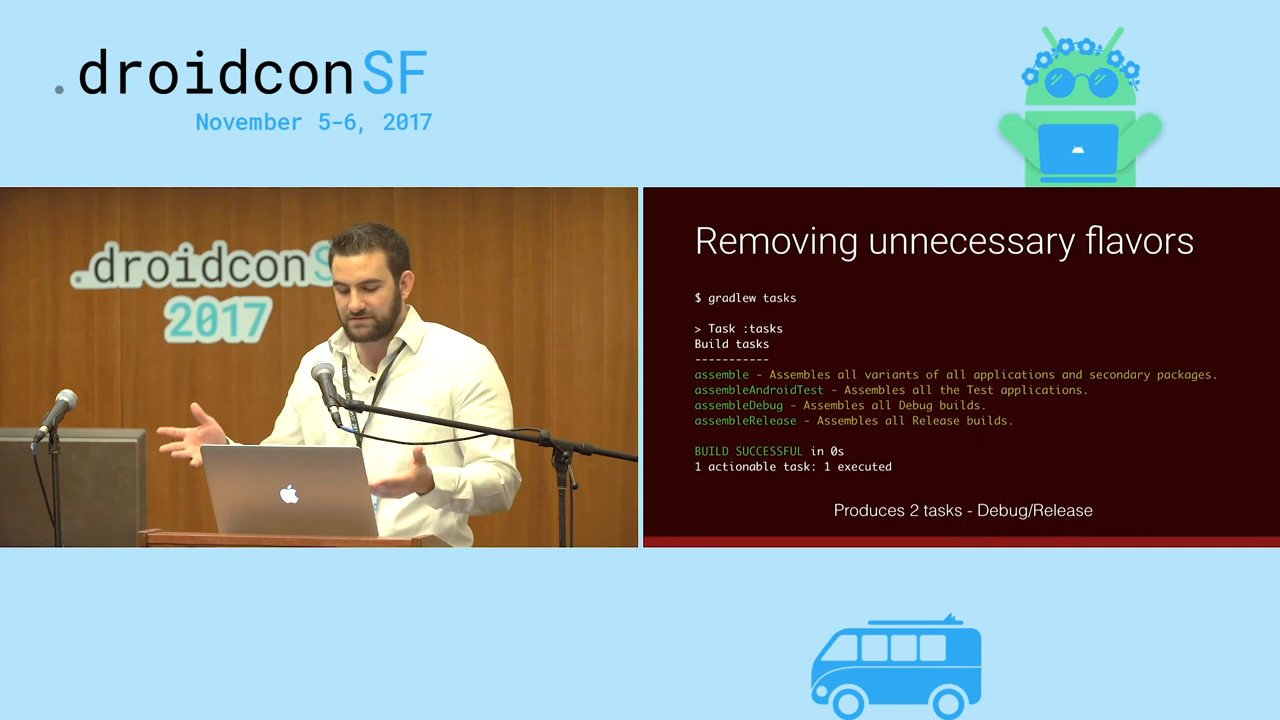 .droidconSF
November 5-6, 2017
.droidconS
2017
Removing unnecessary flavors
$ gradlew tasks
> Task :tasks
Build tasks
-----------
assemble - Assembles all variants of all applications and secondary packages.
assembleAndroidTest - Assembles all the Test applications.
assembleDebug - Assembles all Debug builds.
assembleRelease - Assembles all Release builds.
BUILD SUCCESSFUL in 0s
1 actionable task: 1 executed
Produces 2 tasks - Debug/Release